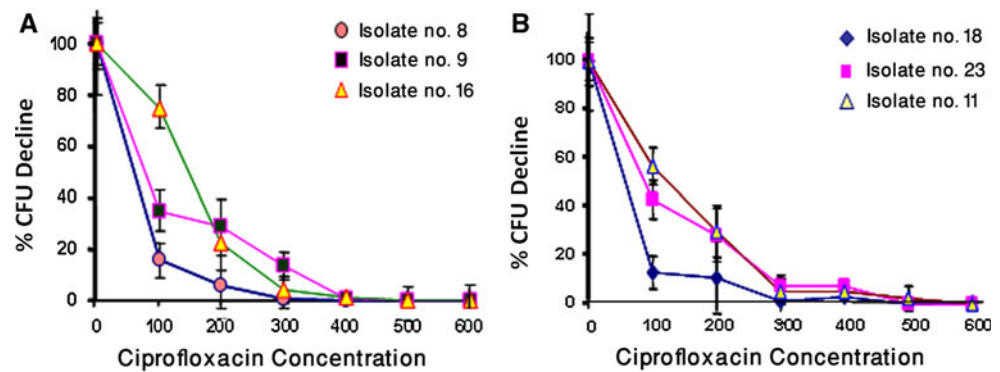 A
Isolate no. 8
Isolate no. 9
Isolate no. 16
% CFU Decline
100
80
60
40
20
0
0 100 200 300 400 500 600
Ciprofloxacin Concentration
B
Isolate no. 18
Isolate no. 23
Isolate no. 11
% CFU Decline
100
80
60
40
20
0
0 100 200 300 400 500 600
Ciprofloxacin Concentration